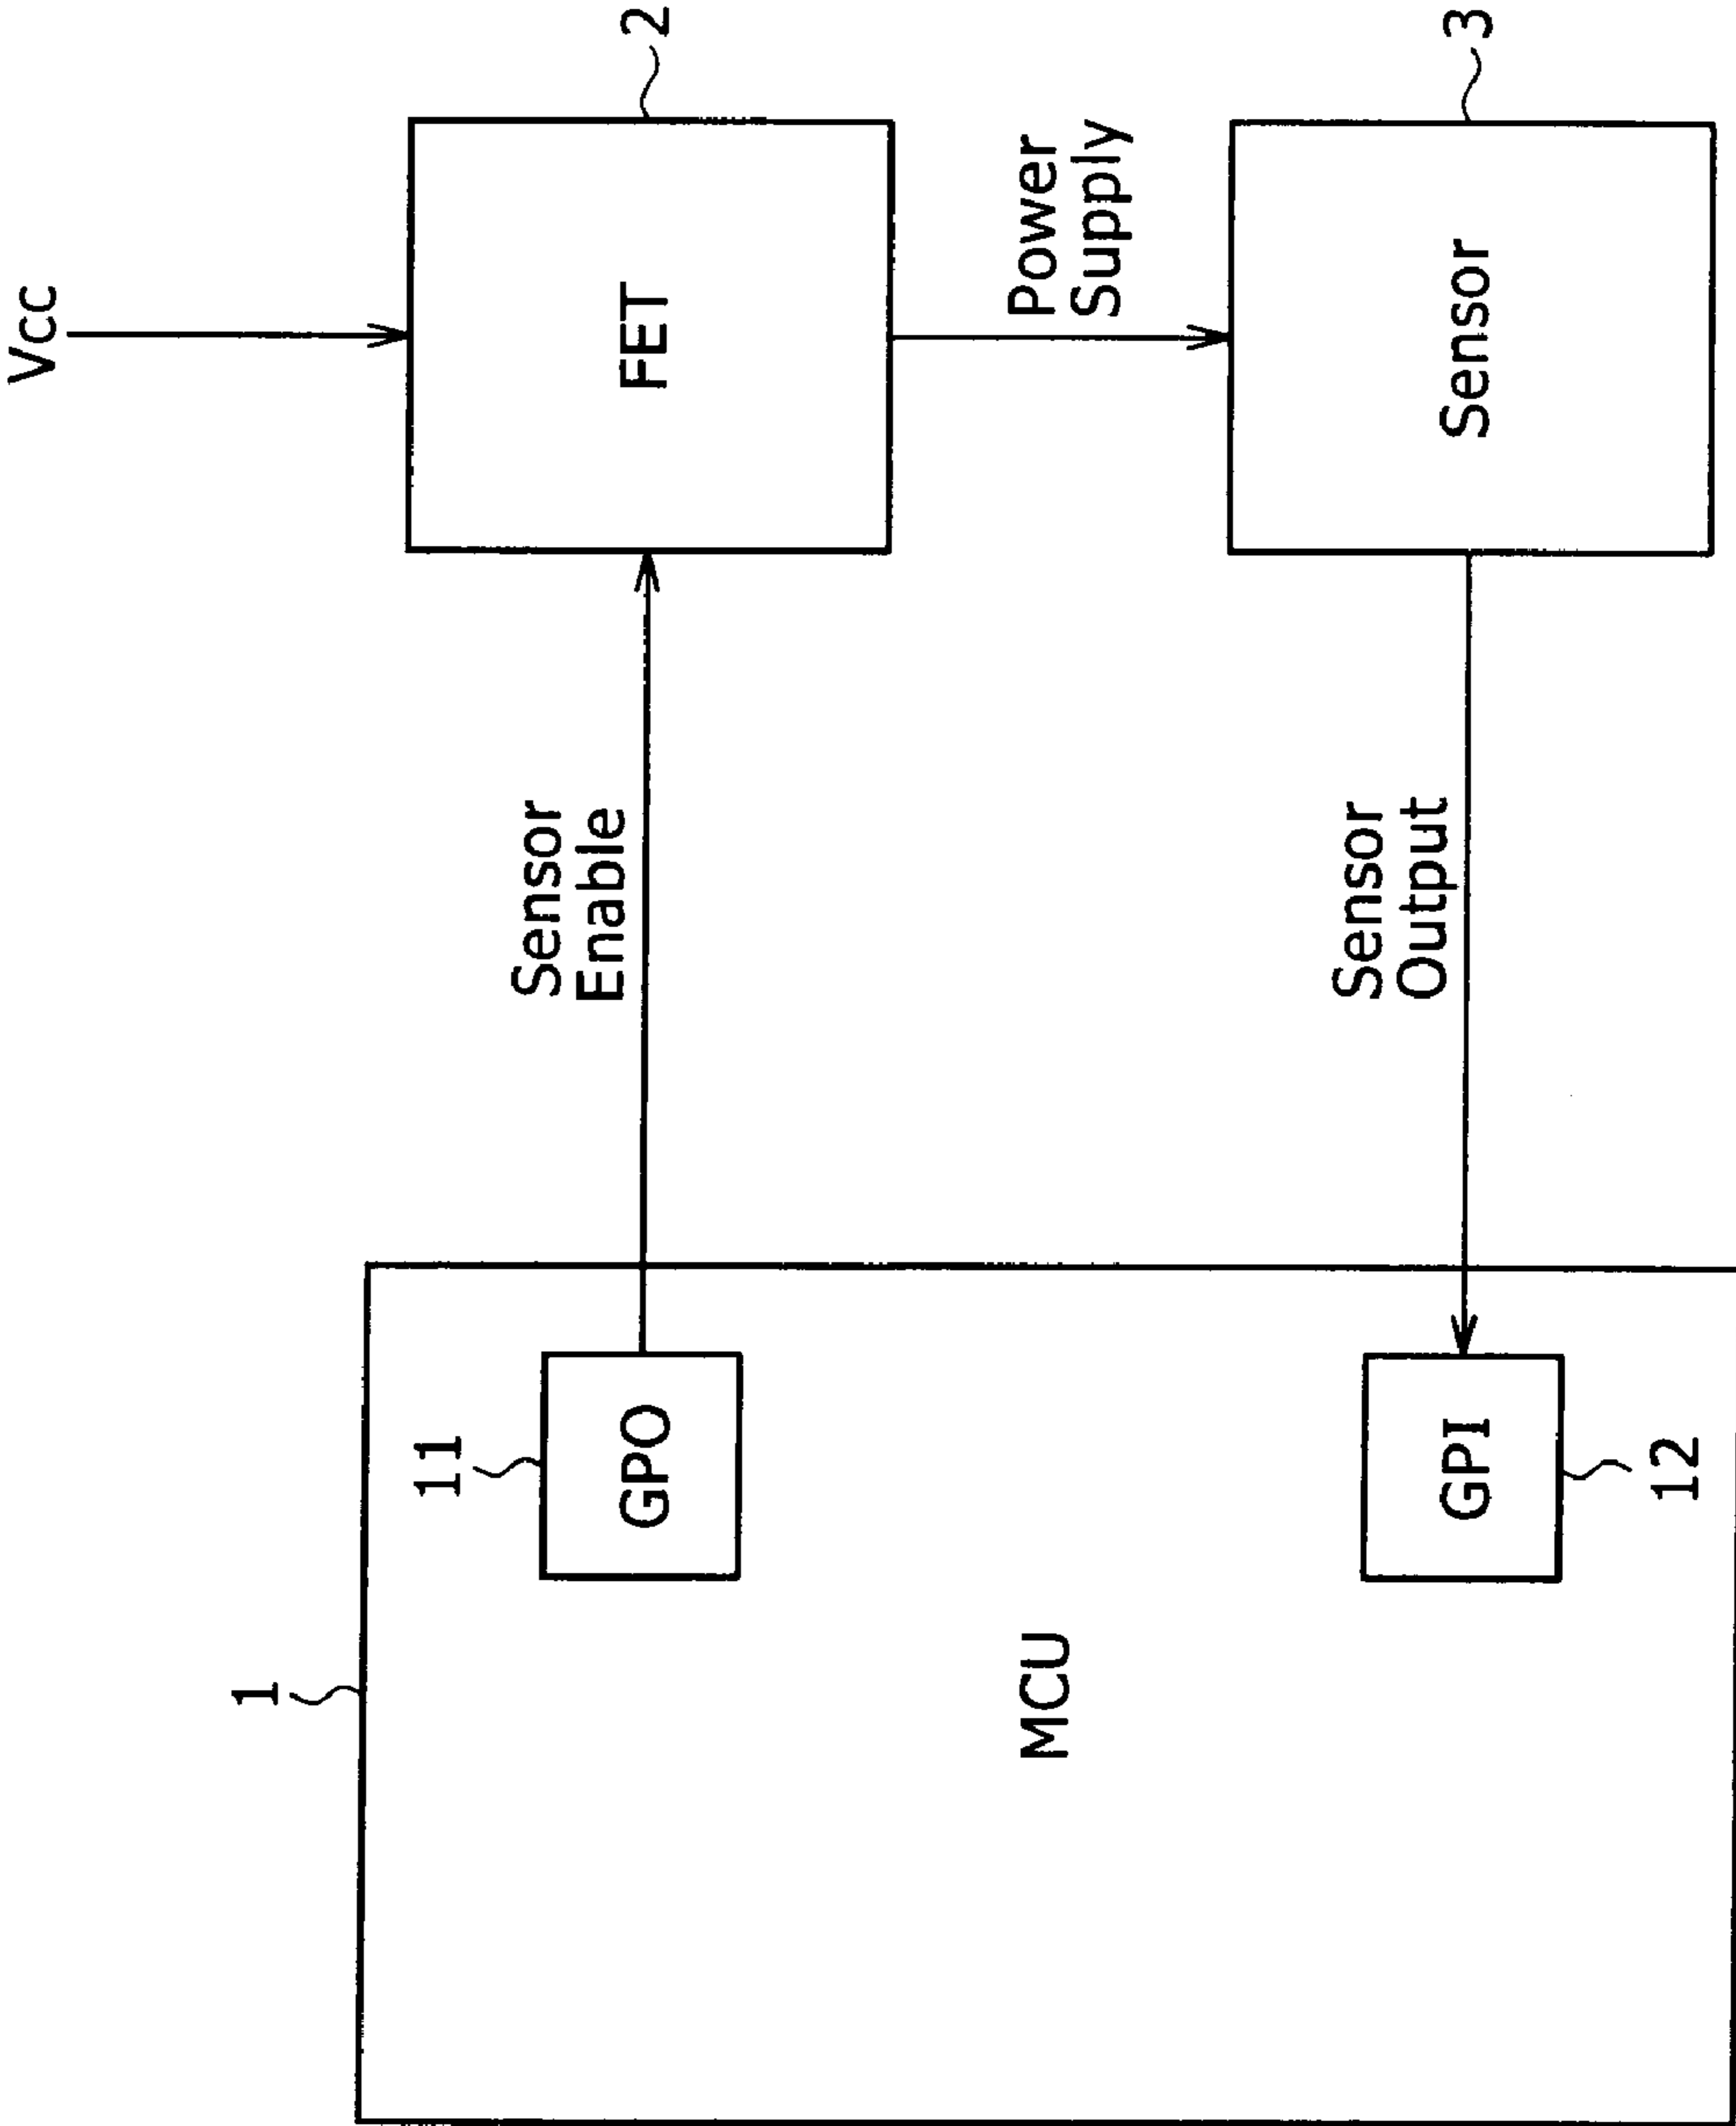 Vcc
1
11
GPO
Sensor
Enable
FET
2
MCU
Power
Supply
GPI
12
Sensor
Output
Sensor
3